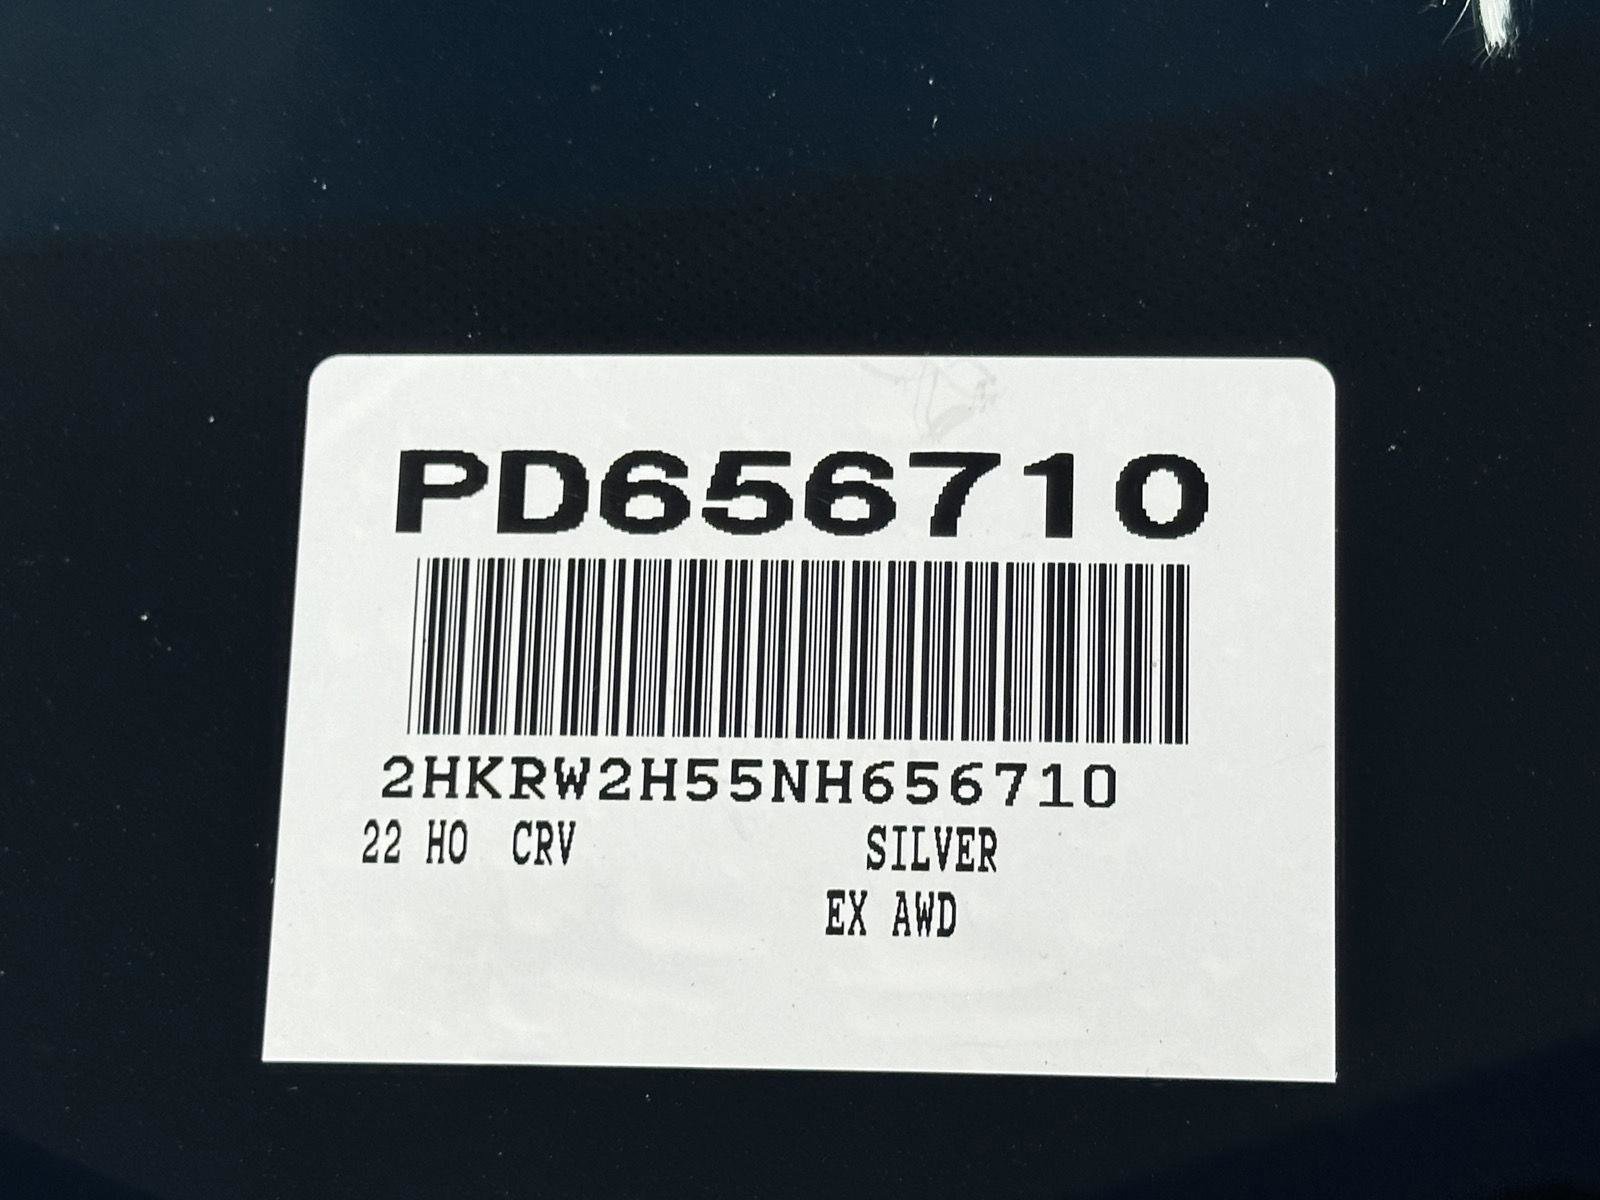 PD656710
2HKRW2H55NH656710
22 HO CRV SILVER
EX AWD